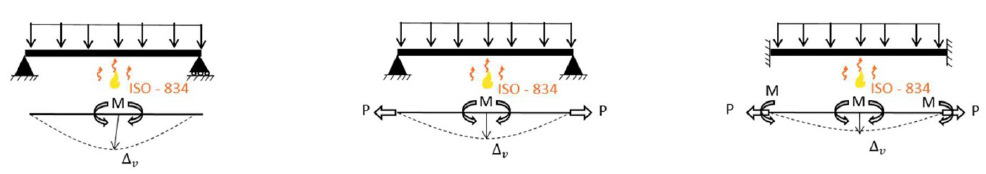 ISO - 834
M
Δᵥ
ISO - 834
P M P
Δᵥ
ISO - 834
M M M
P P
Δᵥ